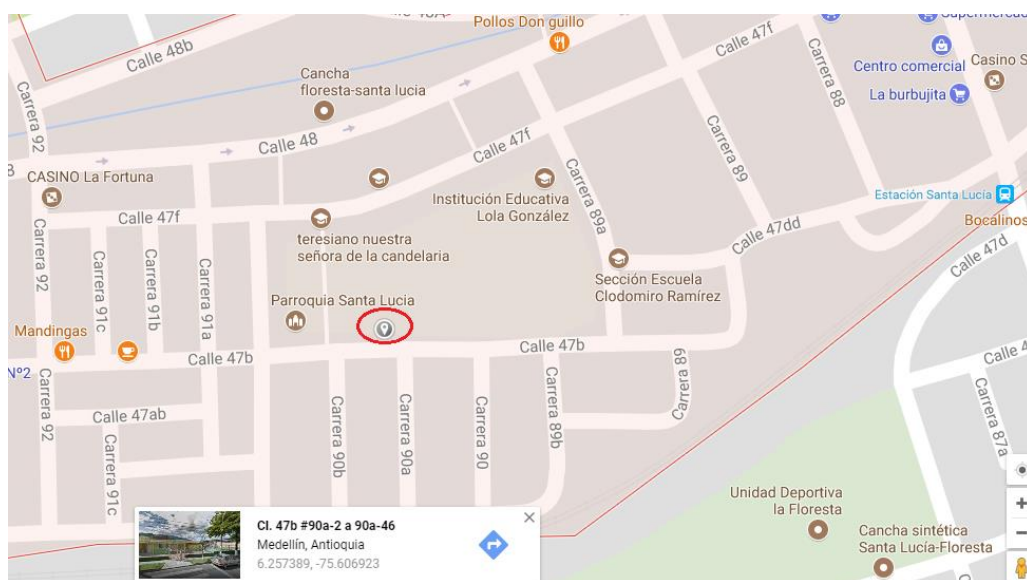 Pollos Don guillo
Calle 47f
Calle 48b
Centro comercial
Casino S
La burbujita
Carrera 88
Cancha
floresta-santa lucia
Carrera 92
Calle 48
Calle 47f
Carrera 89
CASINO La Fortuna
Institución Educativa
Lola González
Carrera 89a
Estación Santa Lucía
Bocalinos
Calle 47f
teresiano nuestra
señora de la candelaria
Calle 47dd
Calle 47d
Carrera 92
Carrera 91c
Carrera 91b
Carrera 91a
Sección Escuela
Clodomiro Ramírez
Parroquia Santa Lucia
Mandingas
Calle 47b
Calle 47b
Nº2
Carrera 92
Calle 47ab
Carrera 91c
Carrera 90b
Carrera 90a
Carrera 90
Carrera 89b
Carrera 89
Calle 4
Carrera 87a
Unidad Deportiva
la Floresta
Cancha sintética
Santa Lucía-Floresta
Cl. 47b #90a-2 a 90a-46
Medellín, Antioquia
6.257389, -75.606923